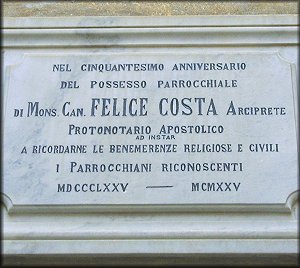 NEL CINQUANTESIMO ANNIVERSARIO
DEL POSSESSO PARROCCHIALE
DI MONS. CAN. FELICE COSTA ARCIPRETE
PROTONOTARIO APOSTOLICO
AD INSTAR
A RICORDARNE LE BENEMERENZE RELIGIOSE E CIVILI
I PARROCCHIANI RICONOSCENTI
MDCCCLXXV — MCMXXV